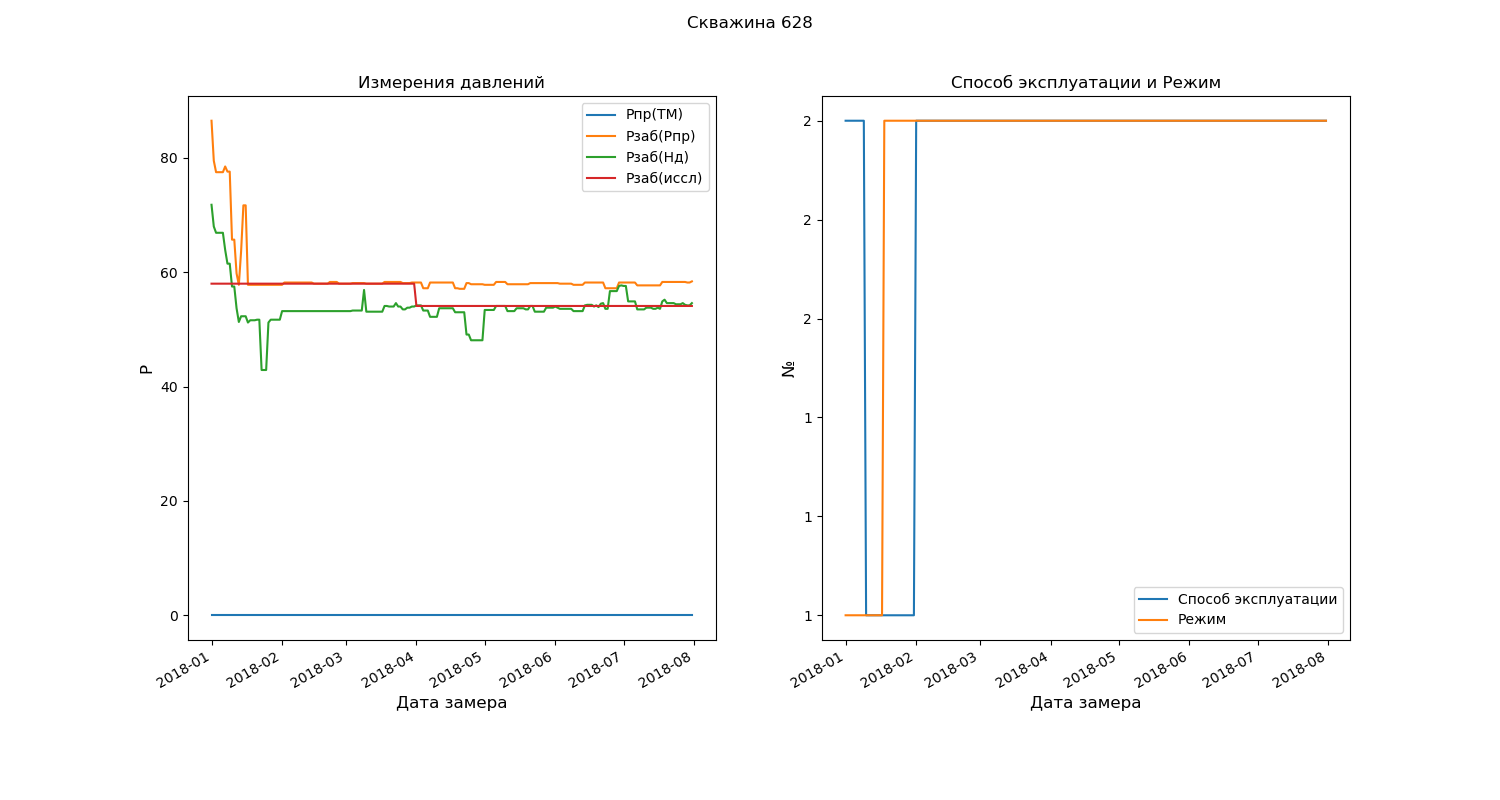 Скважина 628
Измерения давлений
Рпр(ТМ)
Рзаб(Рпр)
Рзаб(Нд)
Рзаб(иссл)
80
60
40
20
0
Р
2018-01
2018-02
2018-03
2018-04
2018-05
2018-06
2018-07
2018-08
Дата замера
Способ эксплуатации и Режим
2
2
2
1
1
1
№
Способ эксплуатации
Режим
2018-01
2018-02
2018-03
2018-04
2018-05
2018-06
2018-07
2018-08
Дата замера